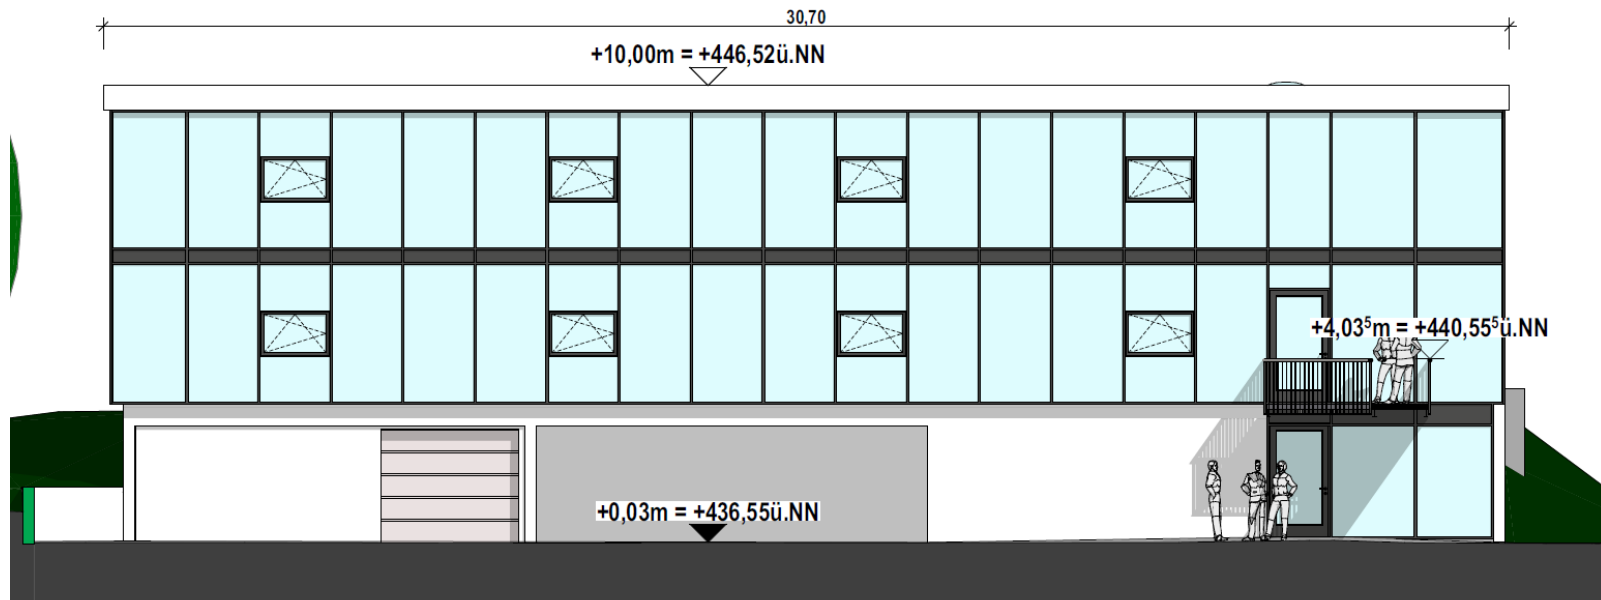 30,70
+10,00m = +446,52ü.NN
+4,03⁵m = +440,55⁵ü.NN
+0,03m = +436,55ü.NN